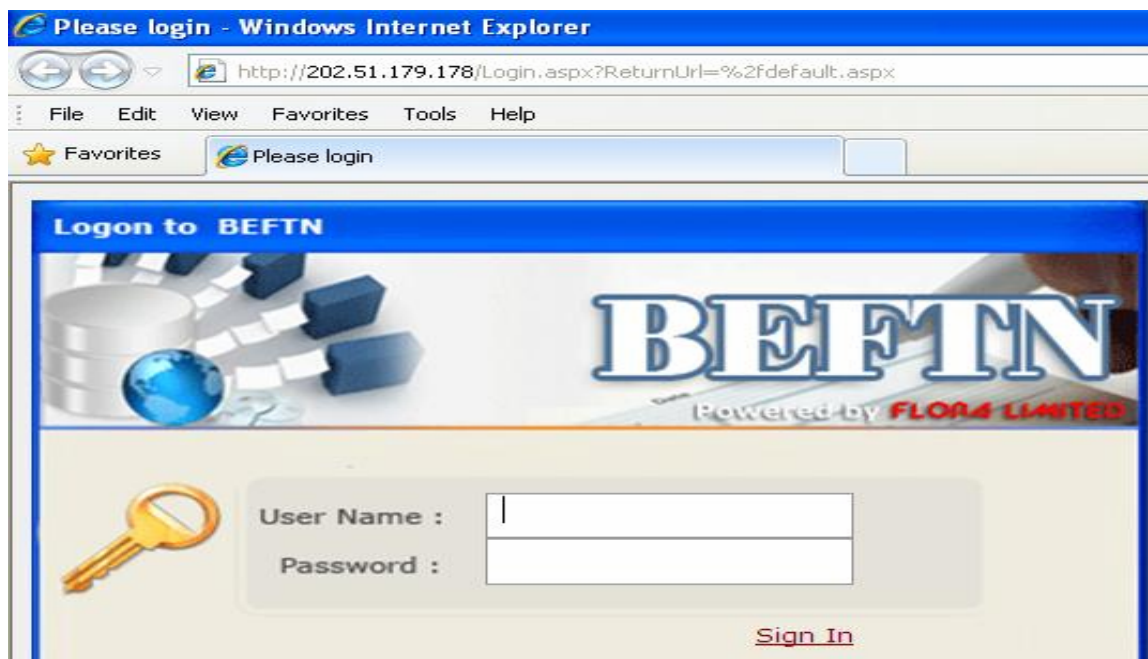 Please login - Windows Internet Explorer
http://202.51.179.178/Login.aspx?ReturnUrl=%2fdefault.aspx
File Edit View Favorites Tools Help
Favorites Please login
Logon to BEFTN
BEFTN
Date
Powered by FLORA LIMITED
User Name :
Password :
Sign In